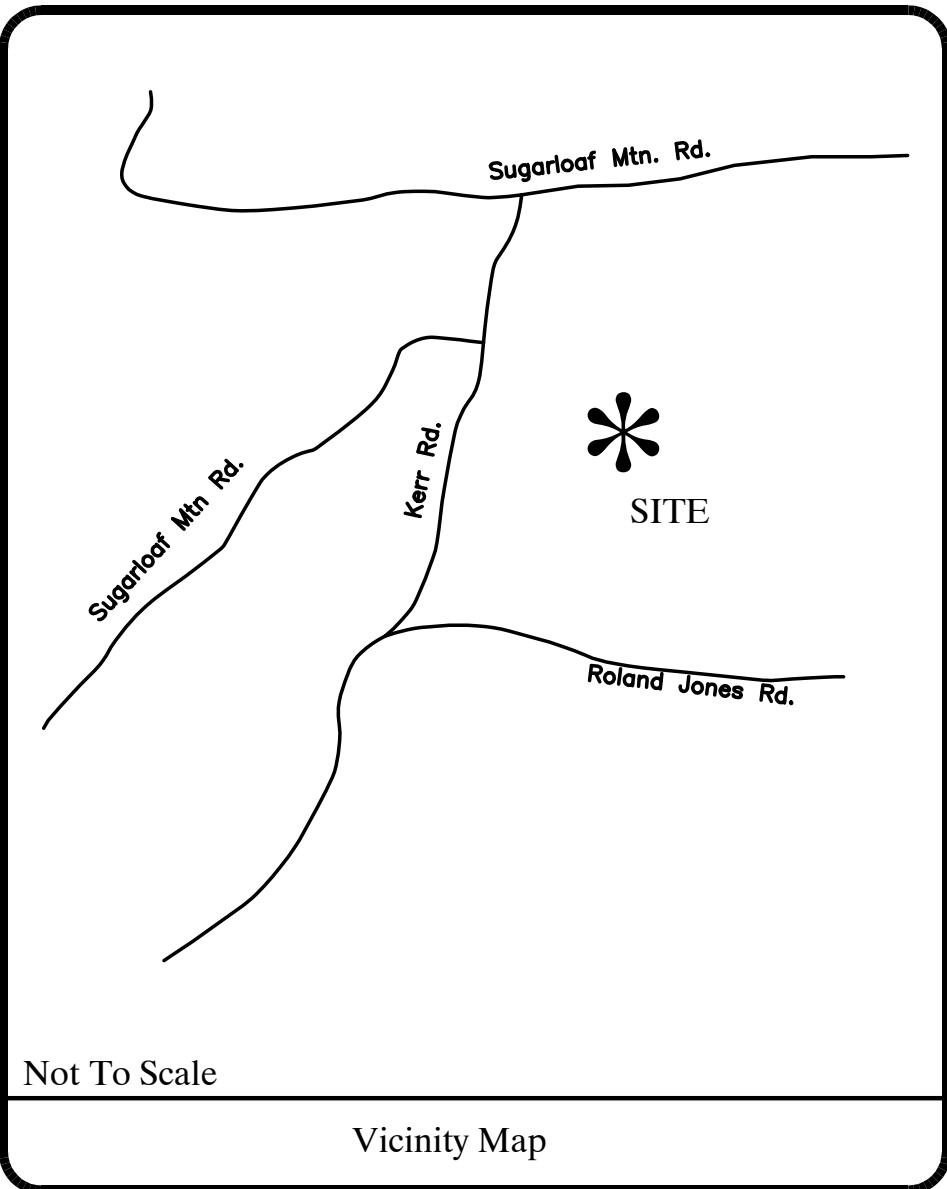 Sugarloaf Mtn. Rd.
Kerr Rd.
Sugarloaf Mtn Rd.
SITE
Roland Jones Rd.
Not To Scale
Vicinity Map